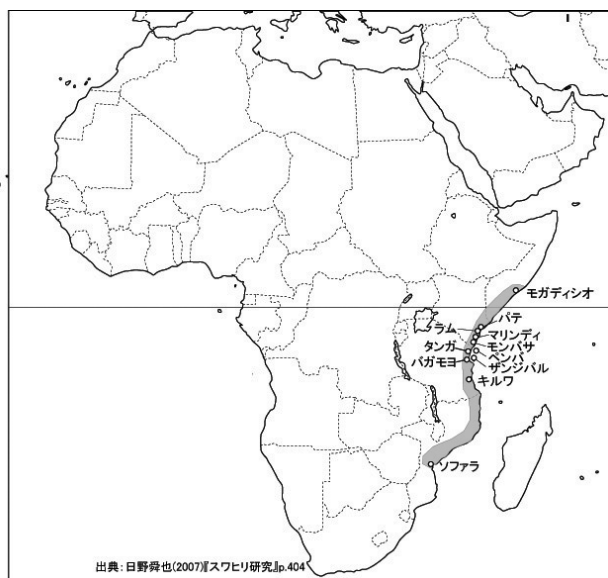 モガディシオ
パテ
ラム
マリンディ
モンバサ
タンガ
ペンバ
バガモヨ
ザンジバル
キルワ
ソファラ
出典:日野舜也(2007)『スワヒリ研究』p.404